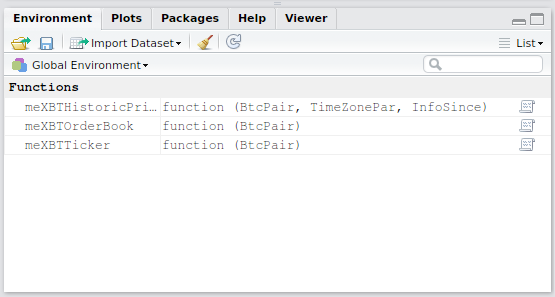 Environment Plots Packages Help Viewer
Import Dataset List
Global Environment
Functions
meXBTHistoricPri... function (BtcPair, TimeZonePar, InfoSince)
meXBTOrderBook function (BtcPair)
meXBTTicker function (BtcPair)